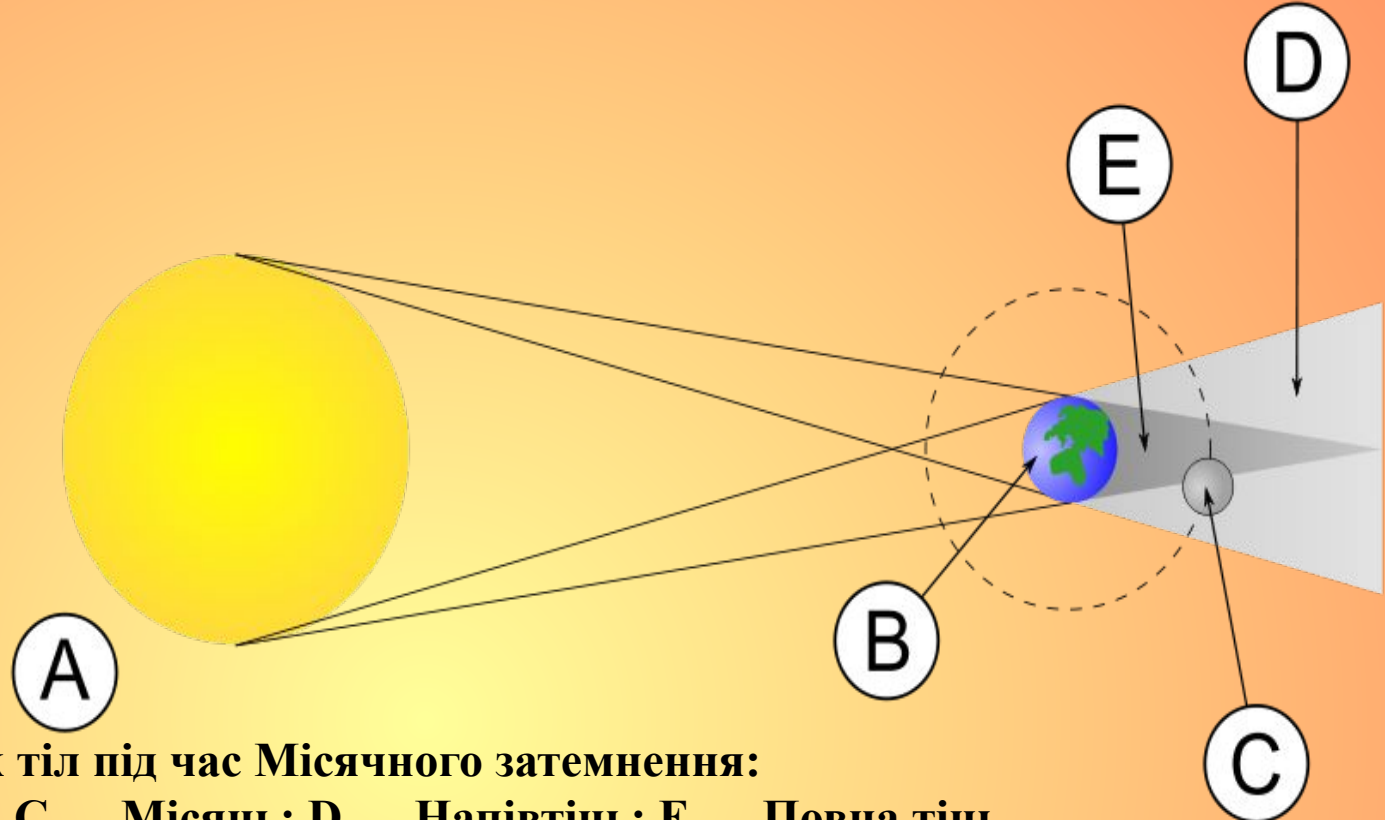 D
E
B
A
C
тіл під час Місячного затемнення:
C — Місяць; D — Напівтінь; E — Повна тінь